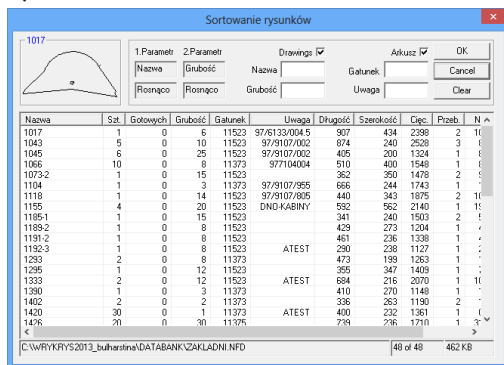 Sortowanie rysunków
1017
1.Parametr 2.Parametr Drawings Arkusz OK
Nazwa Grubość Nazwa Gatunek Cancel
Rosnąco Rosnąco Grubość Uwaga Clear
Nazwa Szt. Gotowych Grubość Gatunek Uwaga Długość Szerokość Cięc. Przeb.
1017 1 0 6 11523 97/6133/004.5 907 434 2398 2
1043 5 0 10 11523 97/9107/002 874 240 2528 3
1045 6 0 25 11523 97/9107/002 405 200 1324 1
1066 10 0 8 11373 977104004 510 400 1548 1
1073-2 1 0 15 11523 362 350 1478 2
1104 1 0 3 11373 97/9107/955 666 244 1743 1
1118 1 0 14 11523 97/9107/805 440 343 1875 2
1155 4 0 20 11523 DNO-KABINY 592 562 2140 1
1185-1 1 0 15 11523 341 240 1503 2
1189-2 1 0 8 11523 429 273 1204 1
1191-2 1 0 8 11523 461 236 1338 1
1192-3 1 0 8 11523 ATEST 290 238 1127 1
1293 2 0 8 11373 473 199 1263 1
1295 1 0 12 11523 355 347 1409 1
1333 2 0 12 11523 ATEST 684 216 2070 1
1390 1 0 3 11373 410 270 1148 1
1402 2 0 2 11373 336 263 1190 2
1420 30 0 1 11373 ATEST 400 232 1361 1
1426 20 0 30 11375 739 236 1710 1
C:\WRYKRYS2013_bulharstina\DATABANK\ZAKLADNI.NFD 48 of 48 462 KB